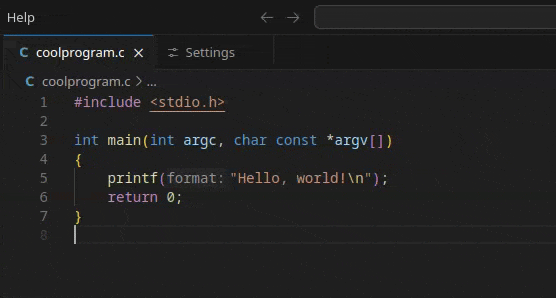 Help
C coolprogram.c × Settings
C coolprogram.c > ...
1 #include <stdio.h>
2
3 int main(int argc, char const *argv[])
4 {
5     printf(format: "Hello, world!\n");
6     return 0;
7 }
8